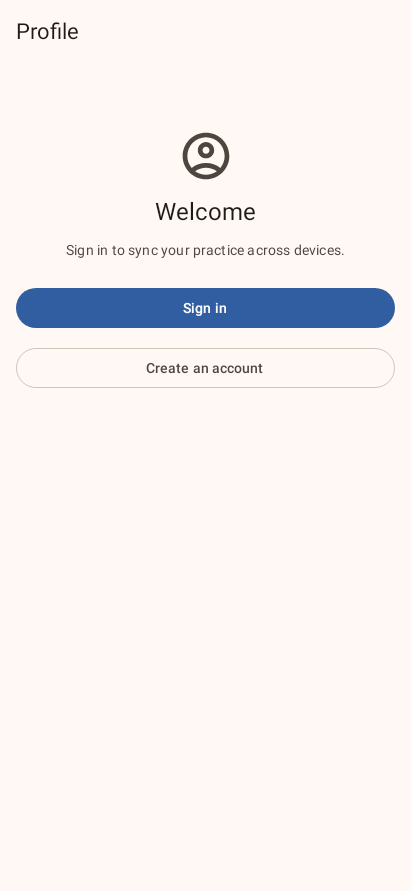 Profile
Welcome
Sign in to sync your practice across devices.
Sign in
Create an account